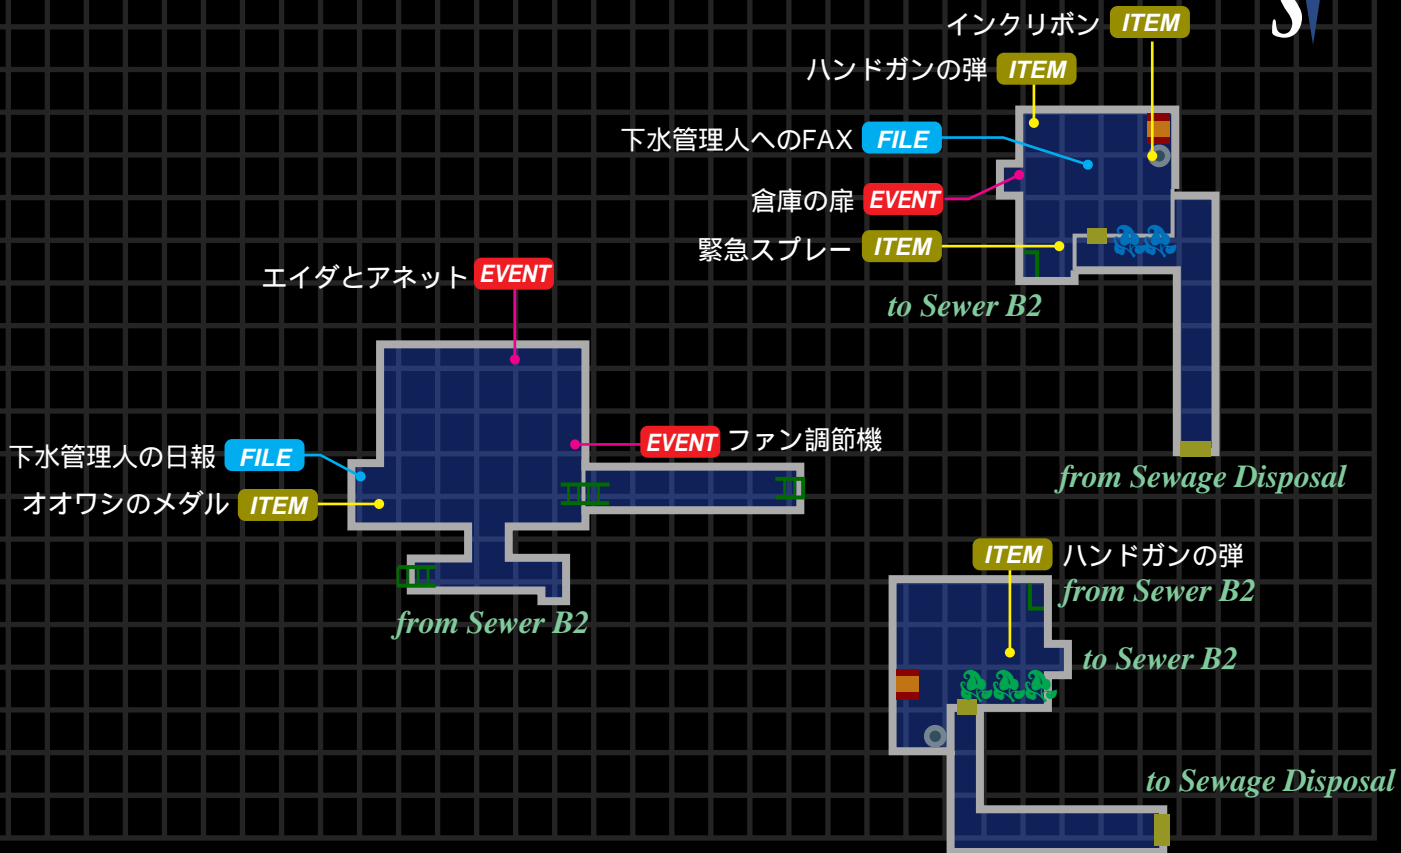 S
インクリボン ITEM
ハンドガンの弾 ITEM
下水管理人へのFAX FILE
倉庫の扉 EVENT
緊急スプレー ITEM
to Sewer B2
エイダとアネット EVENT
EVENT ファン調節機
下水管理人の日報 FILE
オオワシのメダル ITEM
from Sewer B2
from Sewage Disposal
ITEM ハンドガンの弾
from Sewer B2
to Sewer B2
to Sewage Disposal